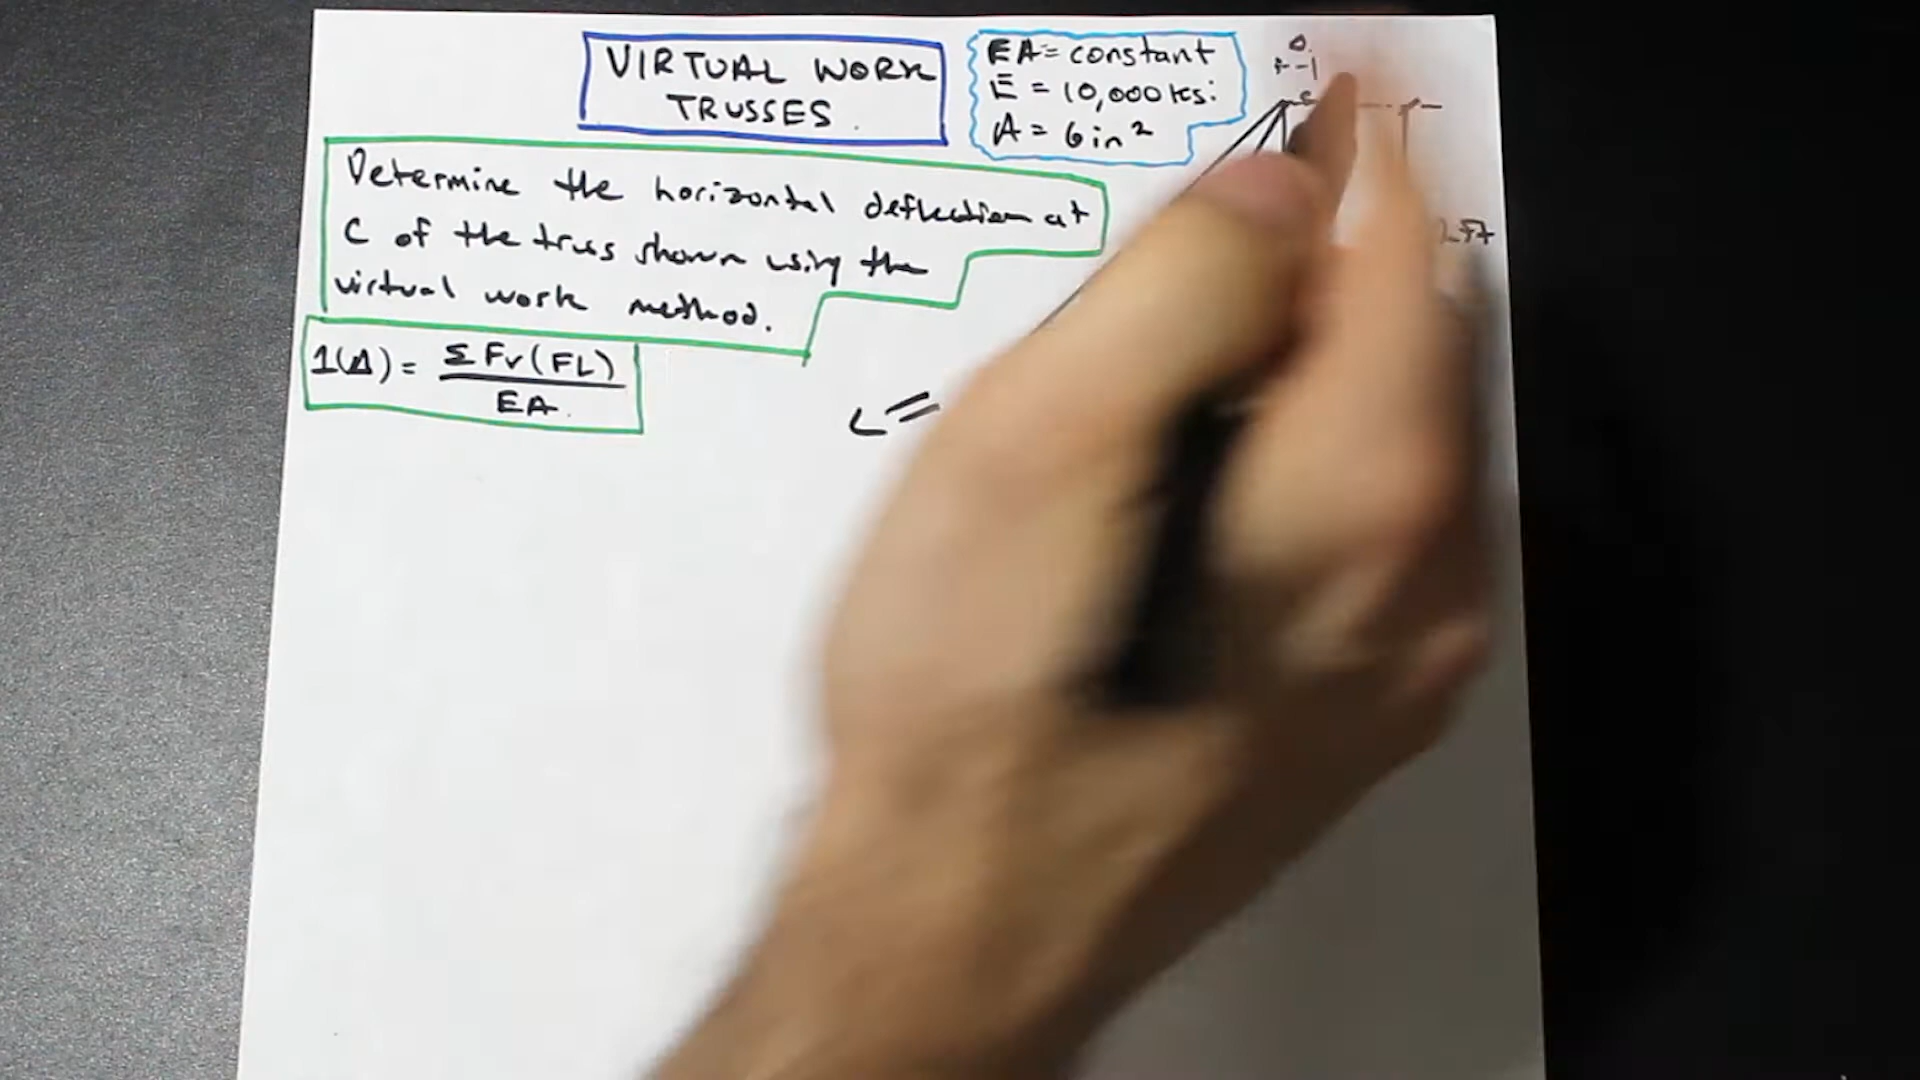 VIRTUAL WORK
TRUSSES
EA = constant
E = 10,000 ksi
A = 6 in²
Determine the horizontal deflection at
C of the truss shown using the
virtual work method.
1(Δ) = Σ Fv (FL)
EA
C